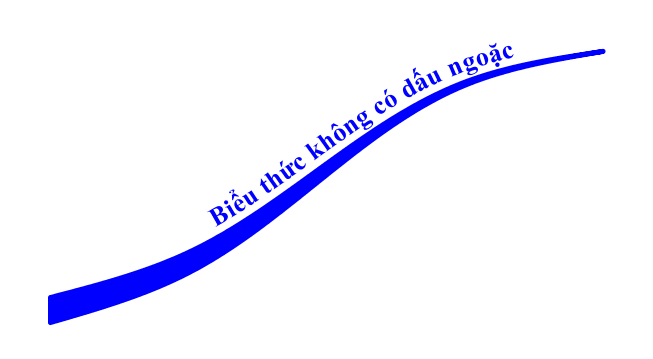 Biểu thức không có dấu ngoặc